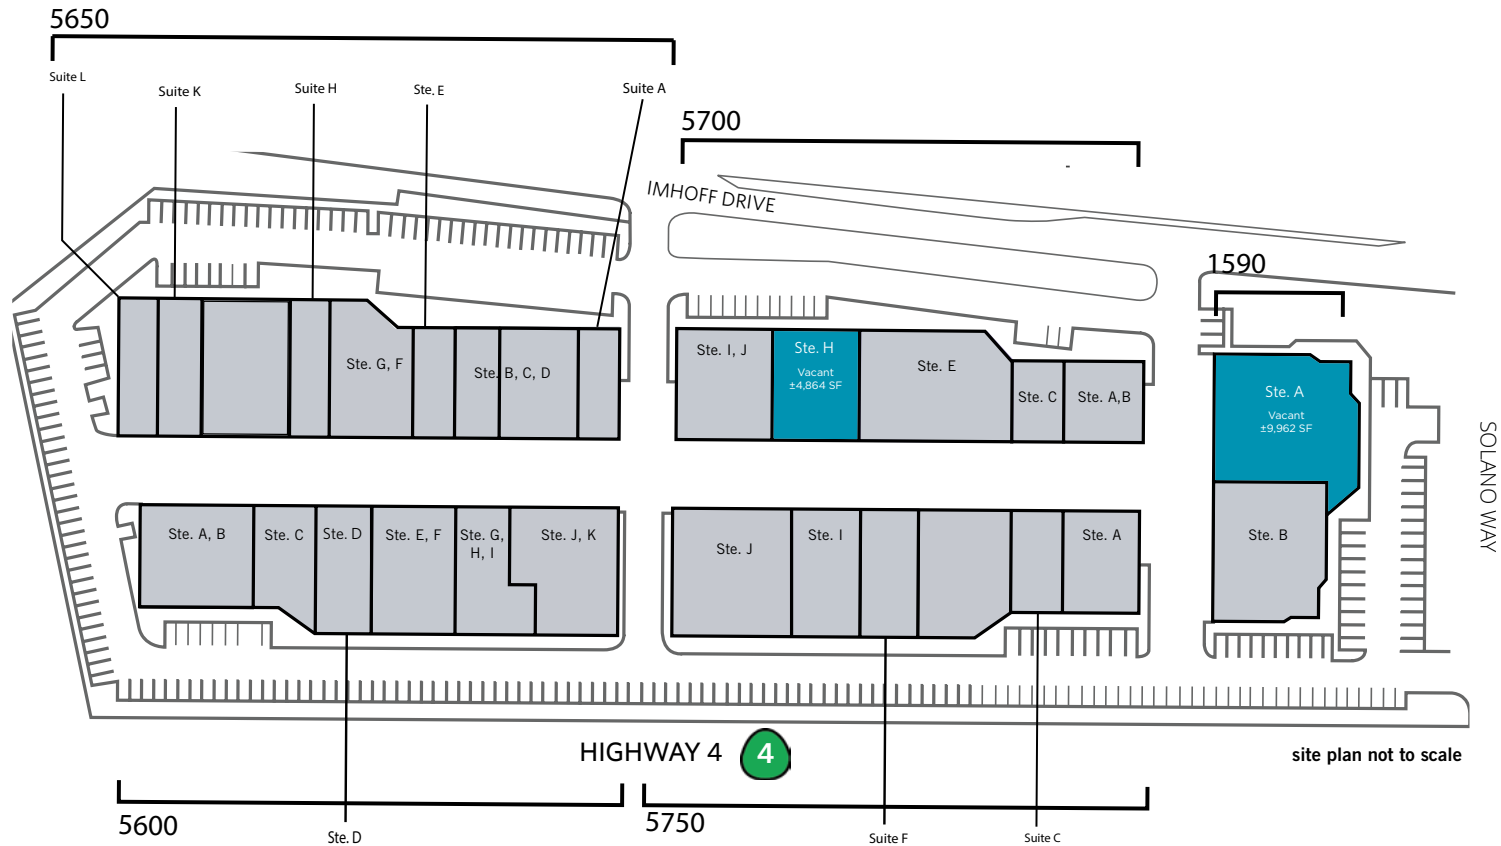 5650
Suite L
Suite K
Suite H
Ste. E
Suite A
5700
IMHOFF DRIVE
1590
Ste. G, F
Ste. B, C, D
Ste. I, J
Ste. H
Vacant
±4,864 SF
Ste. E
Ste. C
Ste. A,B
Ste. A
Vacant
±9,962 SF
SOLANO WAY
Ste. A, B
Ste. C
Ste. D
Ste. E, F
Ste. G,
H, I
Ste. J, K
Ste. J
Ste. I
Ste. A
Ste. B
HIGHWAY 4
4
site plan not to scale
5600
Ste. D
5750
Suite F
Suite C